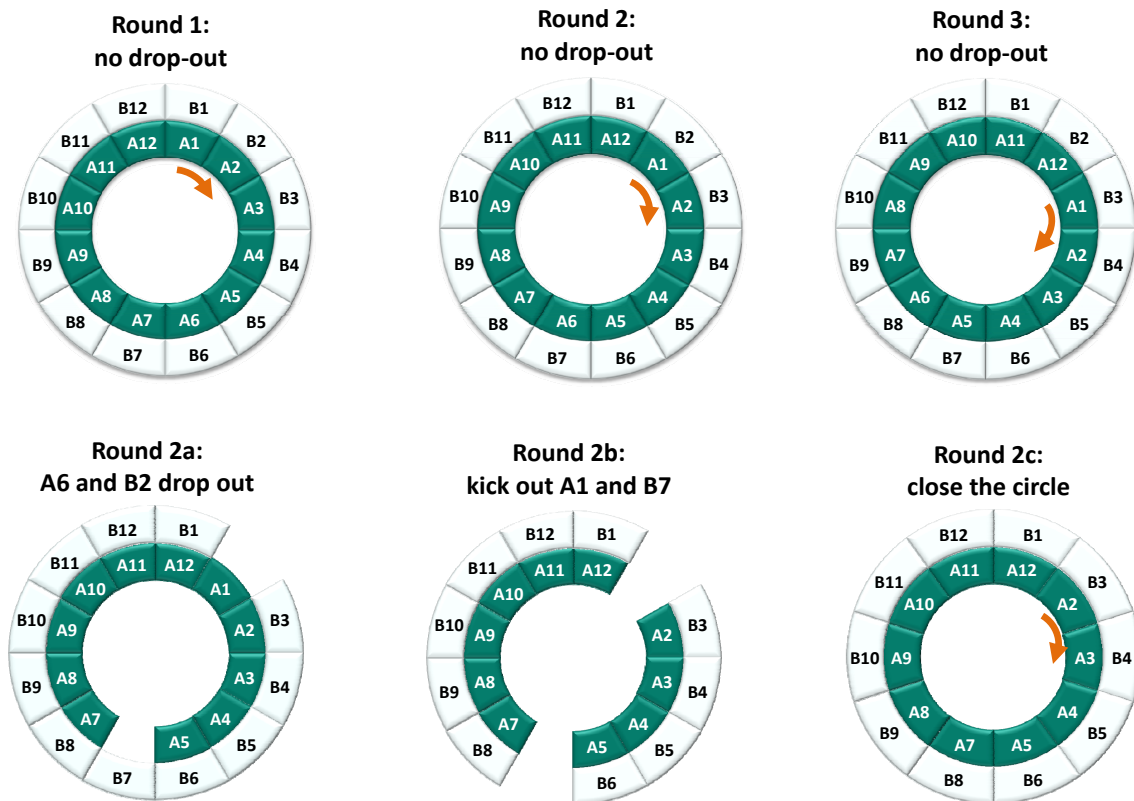 Round 1:
no drop-out
B12 B1
B11 A12 A1 B2
A11 A2
B10 A10 A3 B3
B9 A9 A4 B4
A8 A5
B8 A7 A6 B5
B7 B6
Round 2:
no drop-out
B12 B1
B11 A11 A12 B2
A10 A1
B10 A9 A2 B3
B9 A8 A3 B4
A7 A4
B8 A6 A5 B5
B7 B6
Round 3:
no drop-out
B12 B1
B11 A10 A11 B2
A9 A12
B10 A8 A1 B3
B9 A7 A2 B4
A6 A3
B8 A5 A4 B5
B7 B6
Round 2a:
A6 and B2 drop out
B12 B1
B11 A11 A12
A10 A1
B10 A9 A2 B3
B9 A8 A3 B4
A7 A4
B8 A5 B5
B7 B6
Round 2b:
kick out A1 and B7
B12 B1
B11 A11 A12
A10
B10 A9 A2 B3
B9 A8 A3 B4
A7 A4
B8 A5 B5
B6
Round 2c:
close the circle
B12 B1
B11 A11 A12 B3
A10 A2
B10 A9 A3 B4
A8 A4
B9 A7 A5 B5
B8 B6